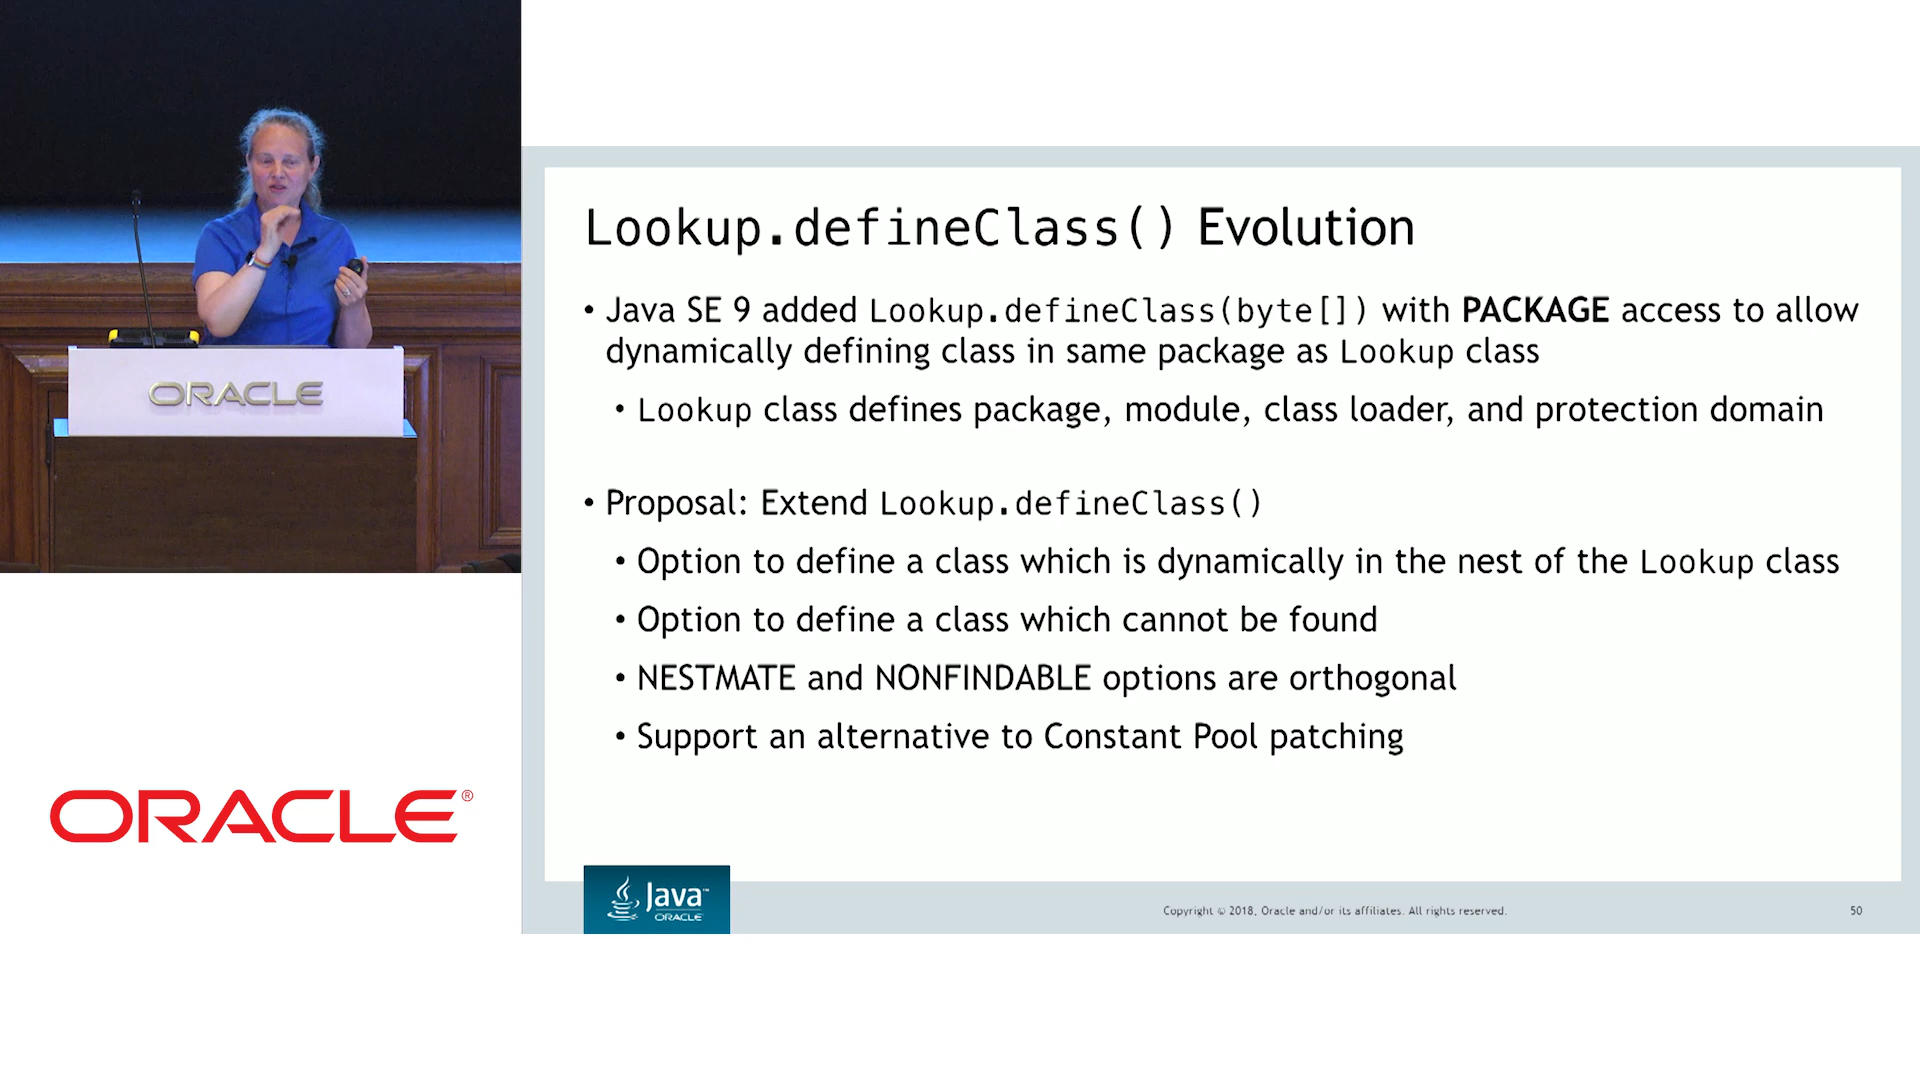 ORACLE
ORACLE®
Lookup.defineClass() Evolution
• Java SE 9 added Lookup.defineClass(byte[]) with PACKAGE access to allow
dynamically defining class in same package as Lookup class
• Lookup class defines package, module, class loader, and protection domain
• Proposal: Extend Lookup.defineClass()
• Option to define a class which is dynamically in the nest of the Lookup class
• Option to define a class which cannot be found
• NESTMATE and NONFINDABLE options are orthogonal
• Support an alternative to Constant Pool patching
Java™
ORACLE
Copyright © 2018, Oracle and/or its affiliates. All rights reserved.
50